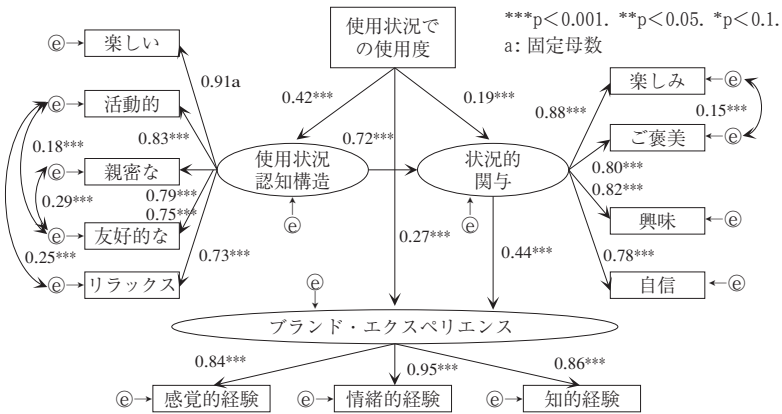 使用状況で
の使用度
***p<0.001. **p<0.05. *p<0.1.
a: 固定母数
e
楽しい
0.91a
e
活動的
0.83***
0.18***
e
親密な
0.79***
0.29***
0.75***
e
友好的な
0.25***
0.73***
e
リラックス
0.42***
0.19***
使用状況
認知構造
e
0.72***
状況的
関与
e
0.88***
楽しみ
e
0.15***
ご褒美
e
0.80***
0.82***
興味
e
0.78***
自信
e
0.27***
0.44***
e
ブランド・エクスペリエンス
0.84***
0.95***
0.86***
e
感覚的経験
e
情緒的経験
e
知的経験